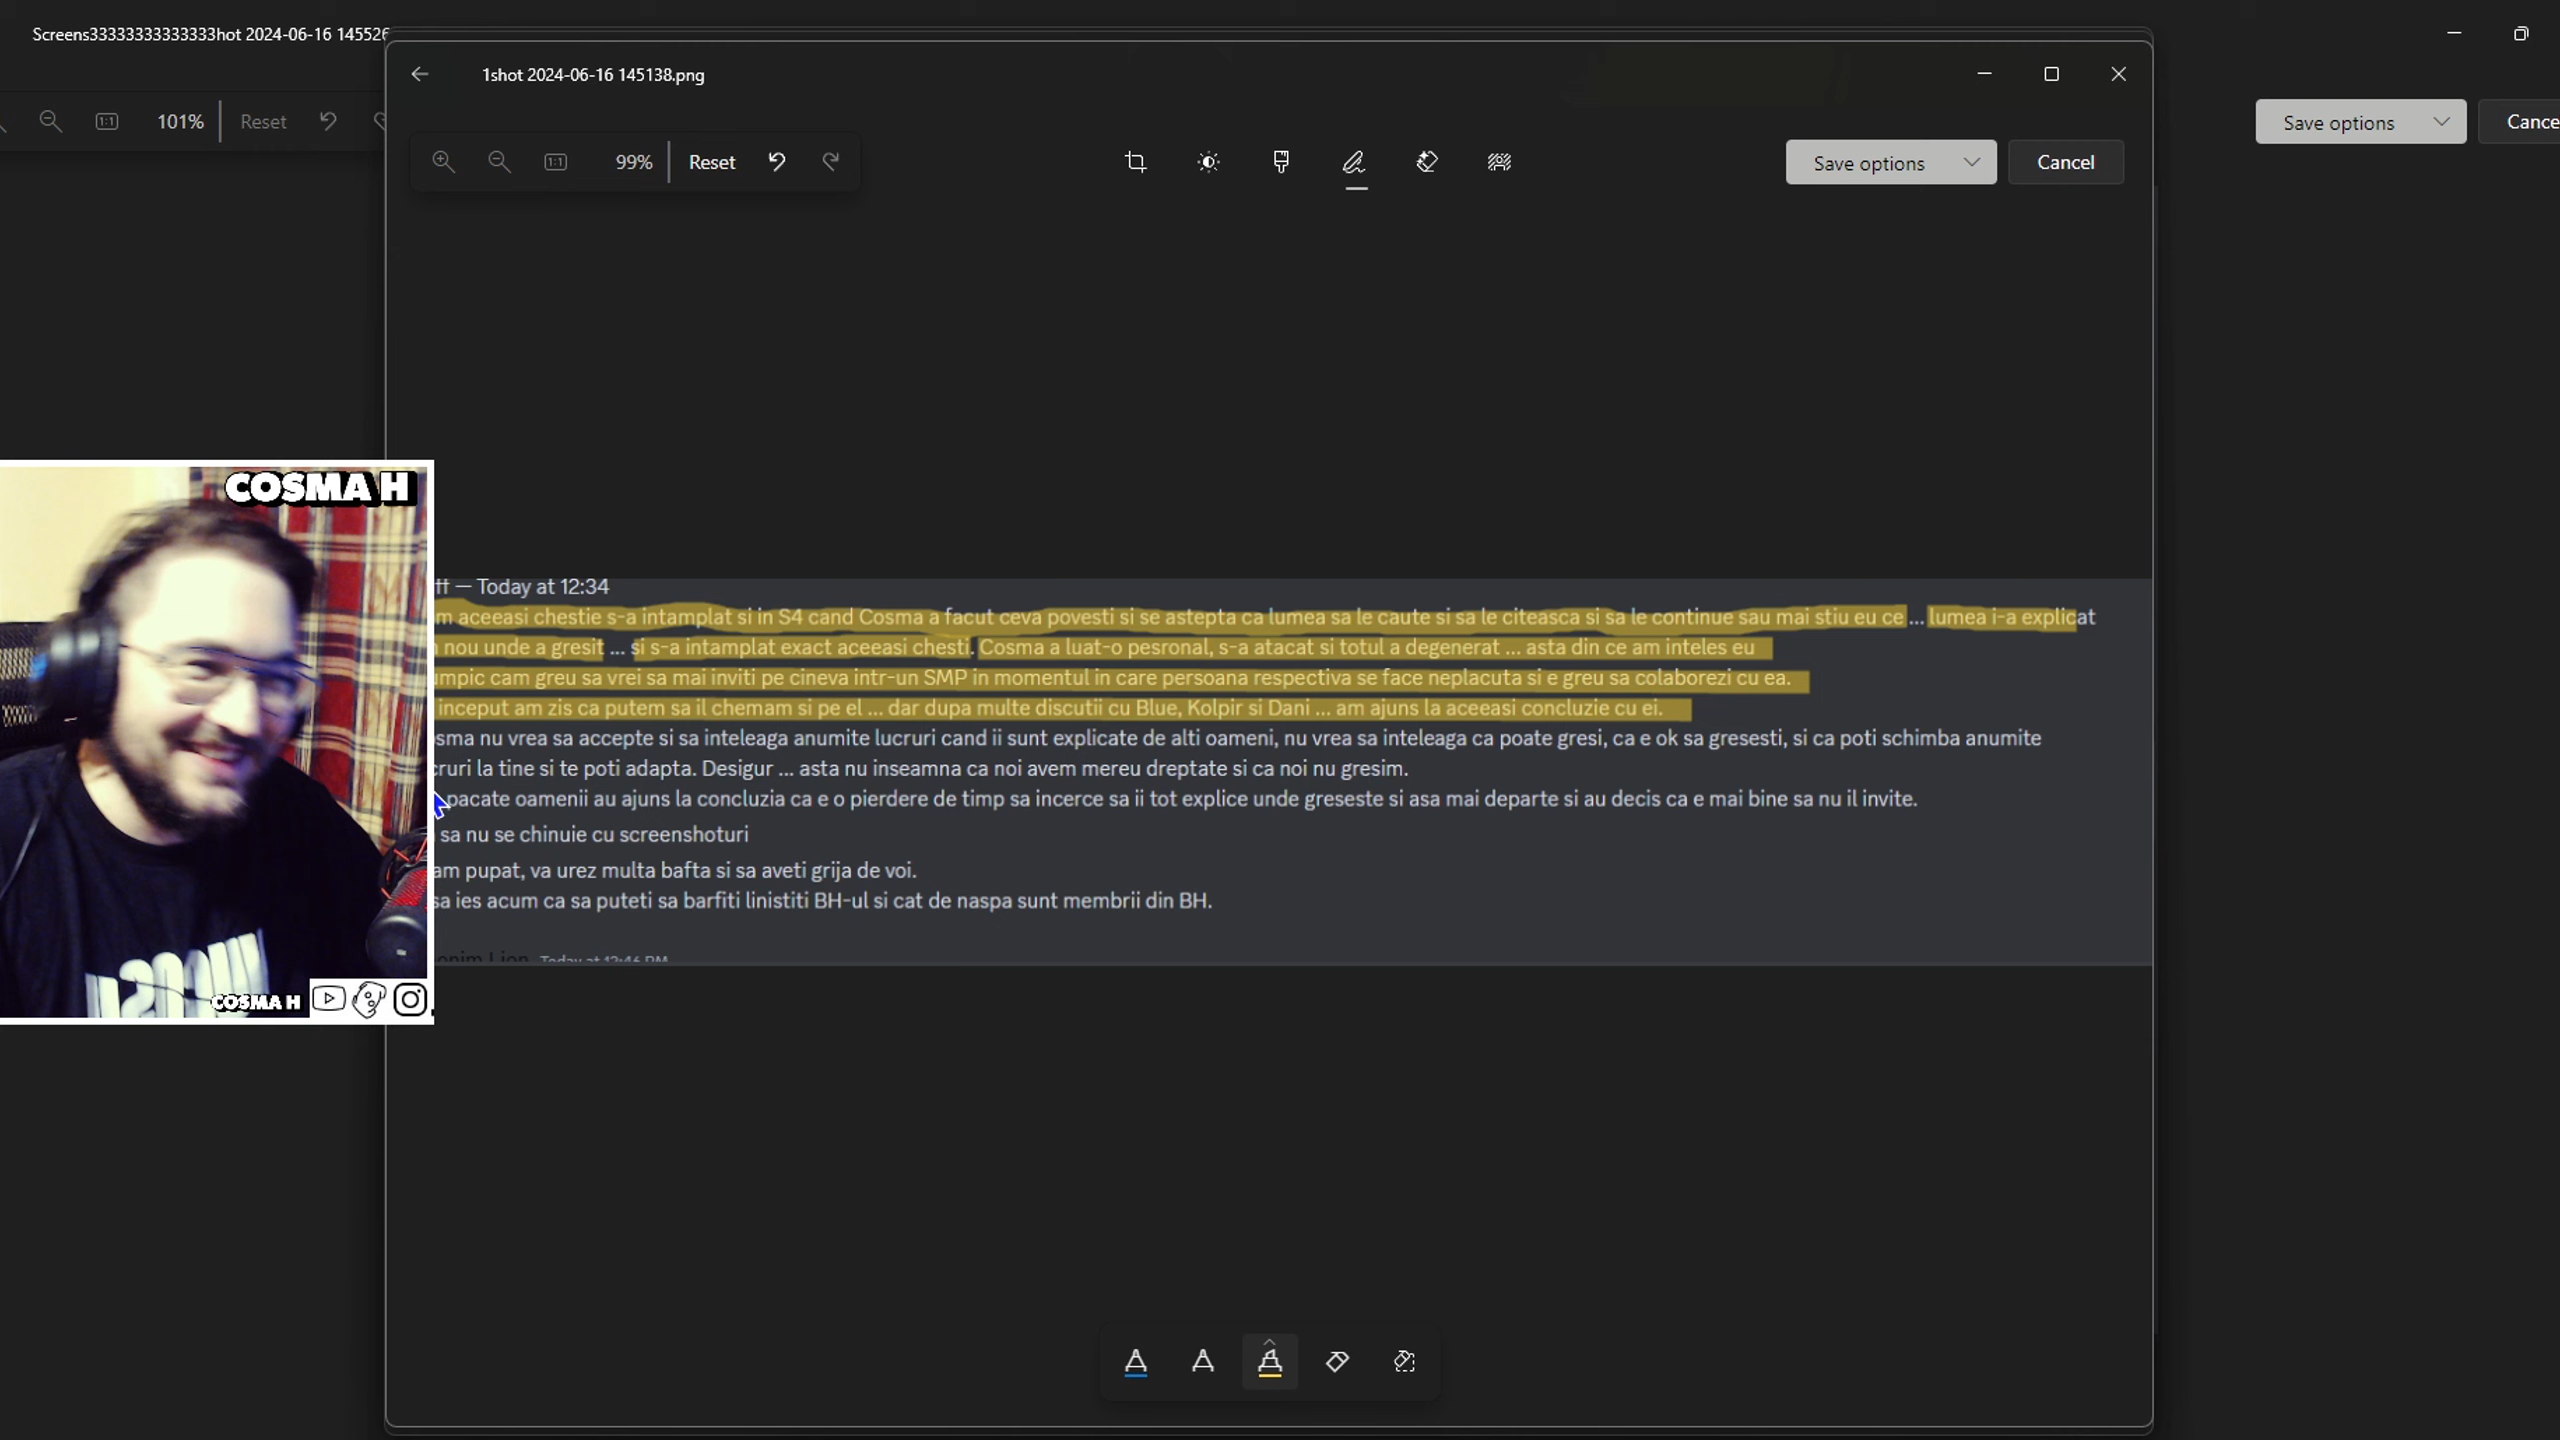 Screens33333333333333hot 2024-06-16 145526
1shot 2024-06-16 145138.png
101% Reset
Save options
99% Reset
Save options Cancel
COSMA H
ff — Today at 12:34
m aceeasi chestie s-a intamplat si in S4 cand Cosma a facut ceva povesti si se astepta ca lumea sa le caute si sa le citeasca si sa le continue sau mai stiu eu ce ... lumea i-a explicat
nou unde a gresit ... si s-a intamplat exact aceeasi chesti. Cosma a luat-o pesronal, s-a atacat si totul a degenerat ... asta din ce am inteles eu
umpic cam greu sa vrei sa mai inviti pe cineva intr-un SMP in momentul in care persoana respectiva se face neplacuta si e greu sa colaborezi cu ea.
inceput am zis ca putem sa il chemam si pe el ... dar dupa multe discutii cu Blue, Kolpir si Dani ... am ajuns la aceeasi concluzie cu ei.
sma nu vrea sa accepte si sa inteleaga anumite lucruri cand ii sunt explicate de alti oameni, nu vrea sa inteleaga ca poate gresi, ca e ok sa gresesti, si ca poti schimba anumite
cruri la tine si te poti adapta. Desigur ... asta nu inseamna ca noi avem mereu dreptate si ca noi nu gresim.
pacate oamenii au ajuns la concluzia ca e o pierdere de timp sa incerce sa ii tot explice unde greseste si asa mai departe si au decis ca e mai bine sa nu il invite.
sa nu se chinuie cu screenshoturi
am pupat, va urez multa bafta si sa aveti grija de voi.
sa ies acum ca sa puteti sa barfiti linistiti BH-ul si cat de naspa sunt membrii din BH.
onim Lion Today at 12:46 PM
COSMA H